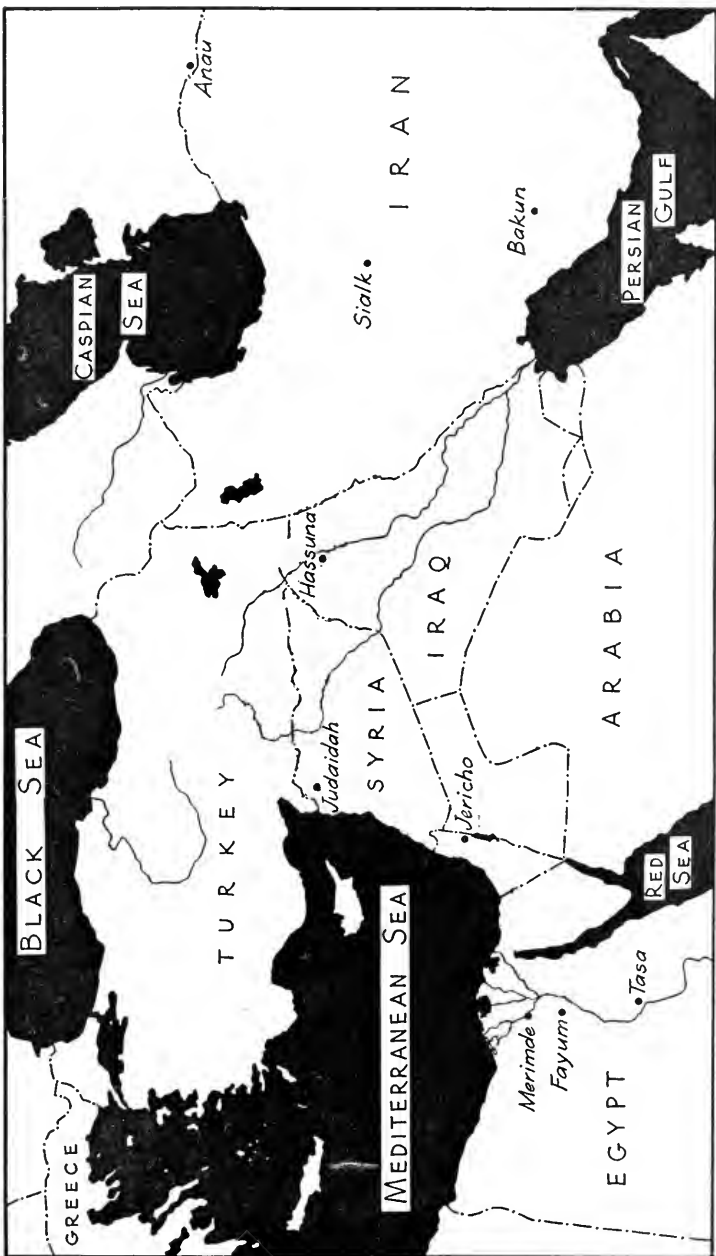 BLACK SEA
CASPIAN
SEA
Anau
GREECE
TURKEY
IRAN
Sialk
Hassuna
Judaidah
SYRIA
IRAQ
Bakun
MEDITERRANEAN SEA
Jericho
PERSIAN
GULF
ARABIA
Merimde
Fayum
Tasa
RED
SEA
EGYPT